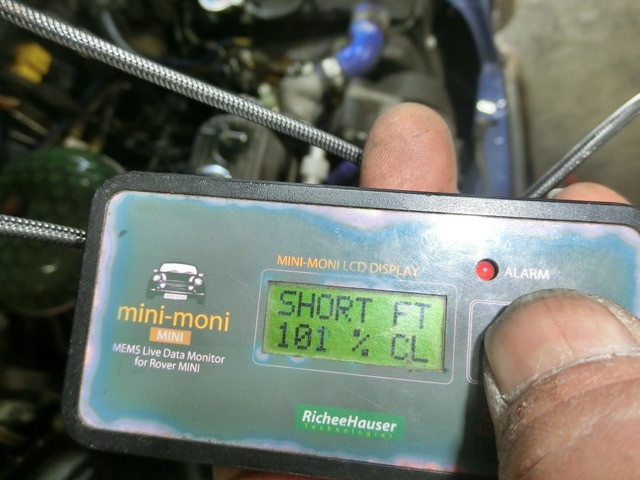 MINI-MONI LCD DISPLAY
ALARM
SHORT FT
101 % CL
mini-moni
MINI
MEMS Live Data Monitor
for Rover MINI
RicheeHauser
technologies